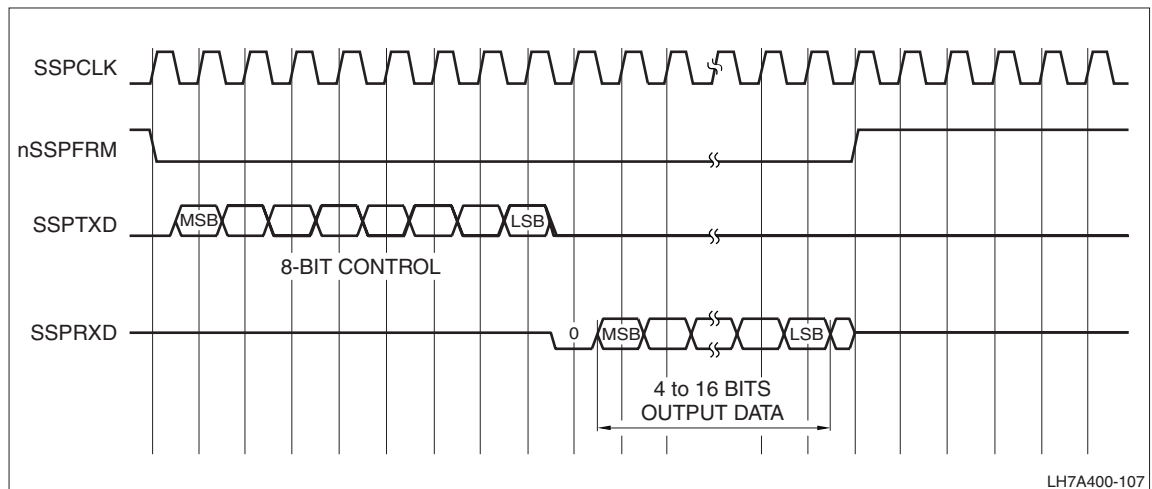 SSPCLK
nSSPFRM
SSPTXD
MSB
LSB
8-BIT CONTROL
SSPRXD
0
MSB
LSB
4 to 16 BITS
OUTPUT DATA
LH7A400-107